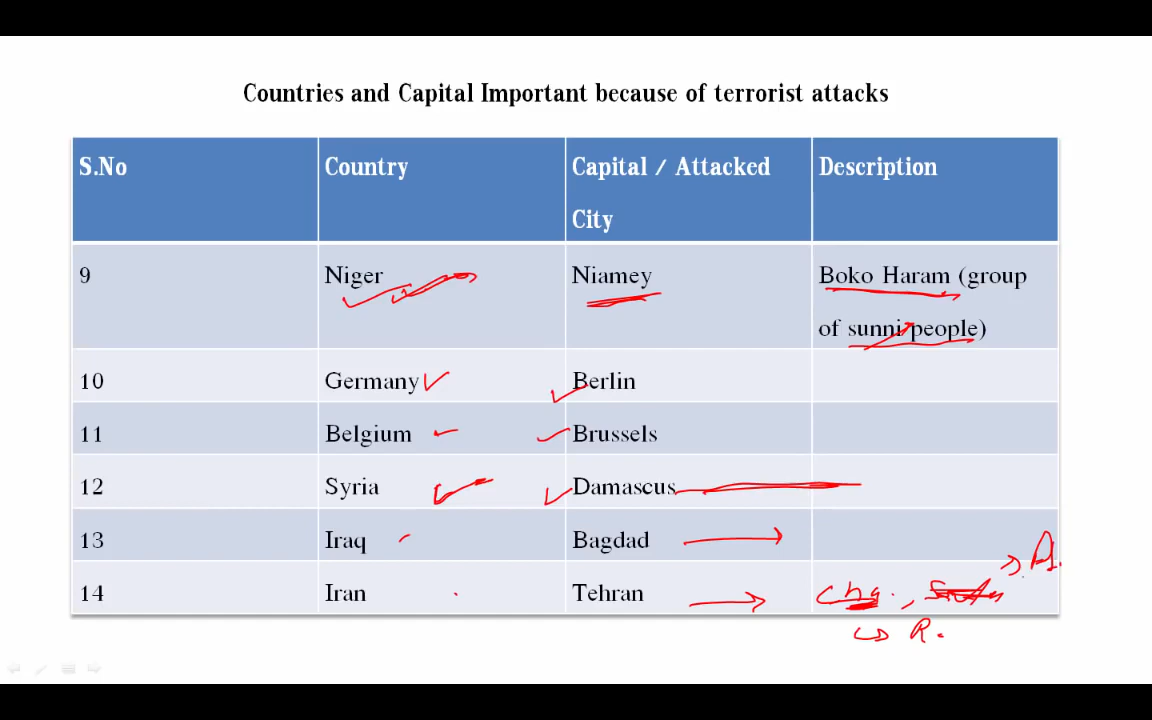 Countries and Capital Important because of terrorist attacks
S.No Country Capital / Attacked City Description
9 Niger Niamey Boko Haram (group of sunni people)
10 Germany Berlin
11 Belgium Brussels
12 Syria Damascus
13 Iraq Bagdad
14 Iran Tehran
R.